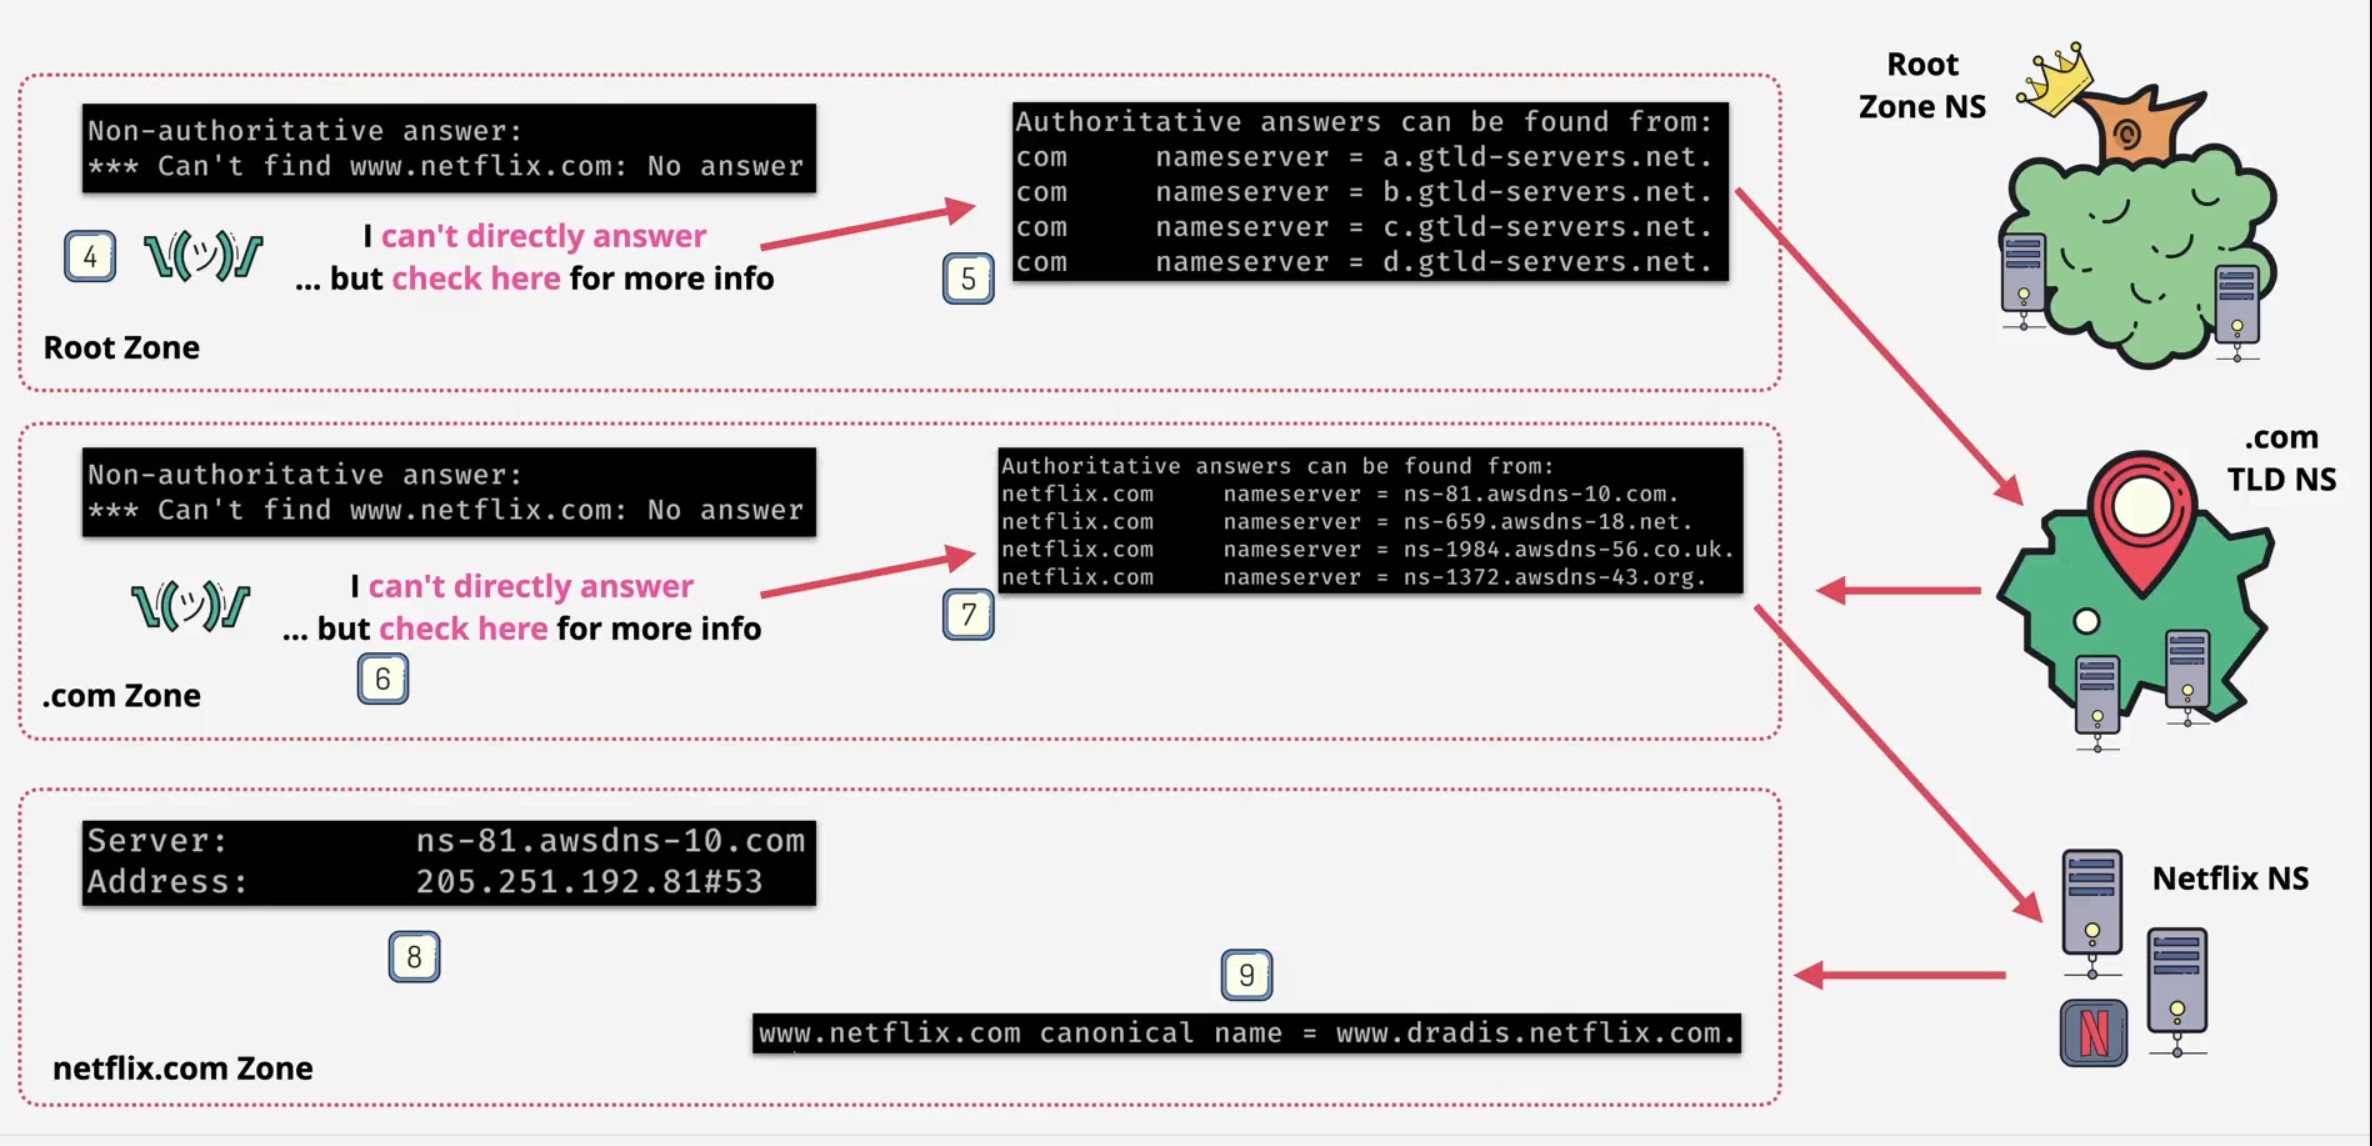 Root
Zone NS
Non-authoritative answer:
*** Can't find www.netflix.com: No answer
4
¯\_(ツ)_/¯
I can't directly answer
... but check here for more info
5
Authoritative answers can be found from:
com nameserver = a.gtld-servers.net.
com nameserver = b.gtld-servers.net.
com nameserver = c.gtld-servers.net.
com nameserver = d.gtld-servers.net.
Root Zone
.com
TLD NS
Non-authoritative answer:
*** Can't find www.netflix.com: No answer
\(ツ)/
I can't directly answer
... but check here for more info
6
7
Authoritative answers can be found from:
netflix.com nameserver = ns-81.awsdns-10.com.
netflix.com nameserver = ns-659.awsdns-18.net.
netflix.com nameserver = ns-1984.awsdns-56.co.uk.
netflix.com nameserver = ns-1372.awsdns-43.org.
.com Zone
Server: ns-81.awsdns-10.com
Address: 205.251.192.81#53
8
9
www.netflix.com canonical name = www.dradis.netflix.com.
netflix.com Zone
Netflix NS
N